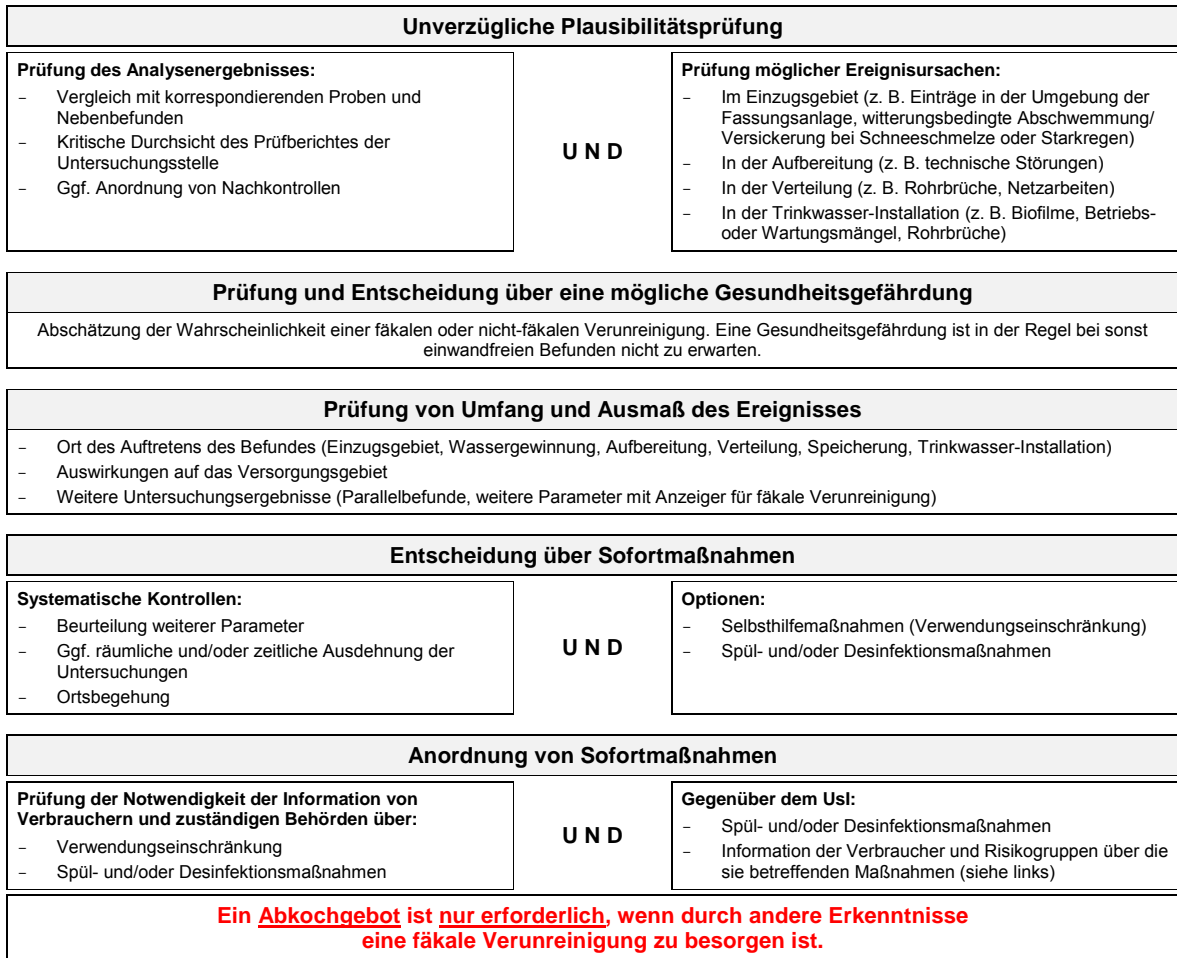 Unverzügliche Plausibilitätsprüfung
Prüfung des Analysenergebnisses:
- Vergleich mit korrespondierenden Proben und
Nebenbefunden
- Kritische Durchsicht des Prüfberichtes der
Untersuchungsstelle
- Ggf. Anordnung von Nachkontrollen
U N D
Prüfung möglicher Ereignisursachen:
- Im Einzugsgebiet (z. B. Einträge in der Umgebung der
Fassungsanlage, witterungsbedingte Abschwemmung/
Versickerung bei Schneeschmelze oder Starkregen)
- In der Aufbereitung (z. B. technische Störungen)
- In der Verteilung (z. B. Rohrbrüche, Netzarbeiten)
- In der Trinkwasser-Installation (z. B. Biofilme, Betriebs-
oder Wartungsmängel, Rohrbrüche)
Prüfung und Entscheidung über eine mögliche Gesundheitsgefährdung
Abschätzung der Wahrscheinlichkeit einer fäkalen oder nicht-fäkalen Verunreinigung. Eine Gesundheitsgefährdung ist in der Regel bei sonst
einwandfreien Befunden nicht zu erwarten.
Prüfung von Umfang und Ausmaß des Ereignisses
- Ort des Auftretens des Befundes (Einzugsgebiet, Wassergewinnung, Aufbereitung, Verteilung, Speicherung, Trinkwasser-Installation)
- Auswirkungen auf das Versorgungsgebiet
- Weitere Untersuchungsergebnisse (Parallelbefunde, weitere Parameter mit Anzeiger für fäkale Verunreinigung)
Entscheidung über Sofortmaßnahmen
Systematische Kontrollen:
- Beurteilung weiterer Parameter
- Ggf. räumliche und/oder zeitliche Ausdehnung der
Untersuchungen
- Ortsbegehung
U N D
Optionen:
- Selbsthilfemaßnahmen (Verwendungseinschränkung)
- Spül- und/oder Desinfektionsmaßnahmen
Anordnung von Sofortmaßnahmen
Prüfung der Notwendigkeit der Information von
Verbrauchern und zuständigen Behörden über:
- Verwendungseinschränkung
- Spül- und/oder Desinfektionsmaßnahmen
U N D
Gegenüber dem UsI:
- Spül- und/oder Desinfektionsmaßnahmen
- Information der Verbraucher und Risikogruppen über die
sie betreffenden Maßnahmen (siehe links)
Ein Abkochgebot ist nur erforderlich, wenn durch andere Erkenntnisse
eine fäkale Verunreinigung zu besorgen ist.